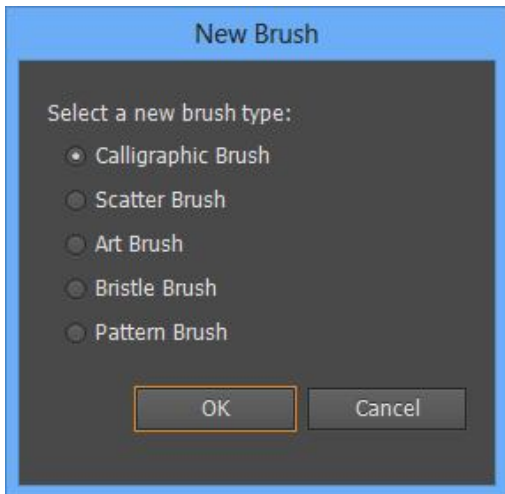 New Brush
Select a new brush type:
Calligraphic Brush
Scatter Brush
Art Brush
Bristle Brush
Pattern Brush
OK Cancel